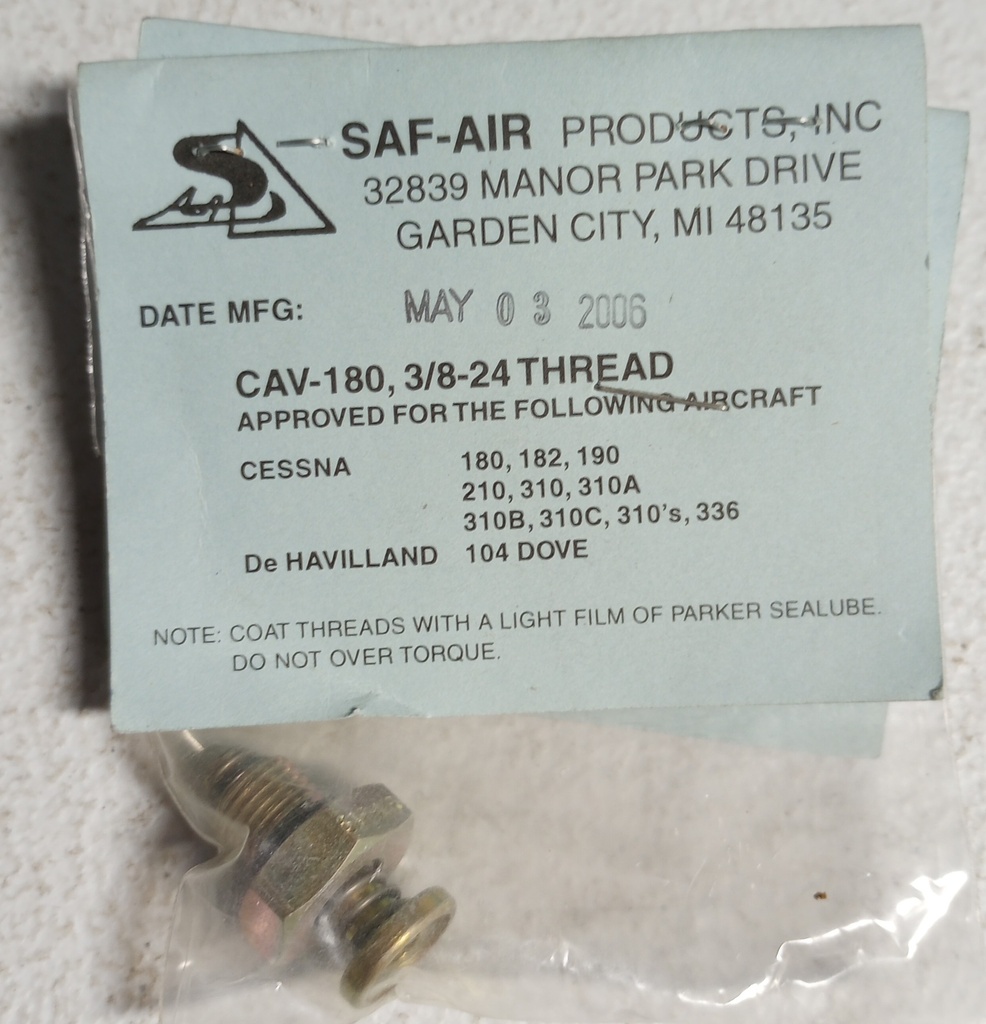 SAF-AIR PRODUCTS, INC
32839 MANOR PARK DRIVE
GARDEN CITY, MI 48135
DATE MFG: MAY 03 2006
CAV-180, 3/8-24 THREAD
APPROVED FOR THE FOLLOWING AIRCRAFT
CESSNA 180, 182, 190
210, 310, 310A
310B, 310C, 310's, 336
De HAVILLAND 104 DOVE
NOTE: COAT THREADS WITH A LIGHT FILM OF PARKER SEALUBE.
DO NOT OVER TORQUE.